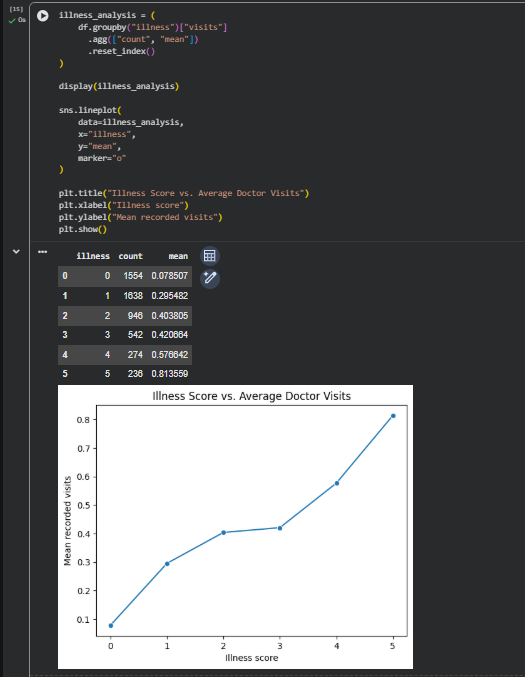 [15]
0s
illness_analysis = (
df.groupby("illness")["visits"]
.agg(["count", "mean"])
.reset_index()
)
display(illness_analysis)
sns.lineplot(
data=illness_analysis,
x="illness",
y="mean",
marker="o"
)
plt.title("Illness Score vs. Average Doctor Visits")
plt.xlabel("Illness score")
plt.ylabel("Mean recorded visits")
plt.show()
illness count mean
0 0 1554 0.078507
1 1 1638 0.295482
2 2 946 0.403805
3 3 542 0.420664
4 4 274 0.576642
5 5 236 0.813559
Illness Score vs. Average Doctor Visits
Mean recorded visits
0.8
0.7
0.6
0.5
0.4
0.3
0.2
0.1
0 1 2 3 4 5
Illness score